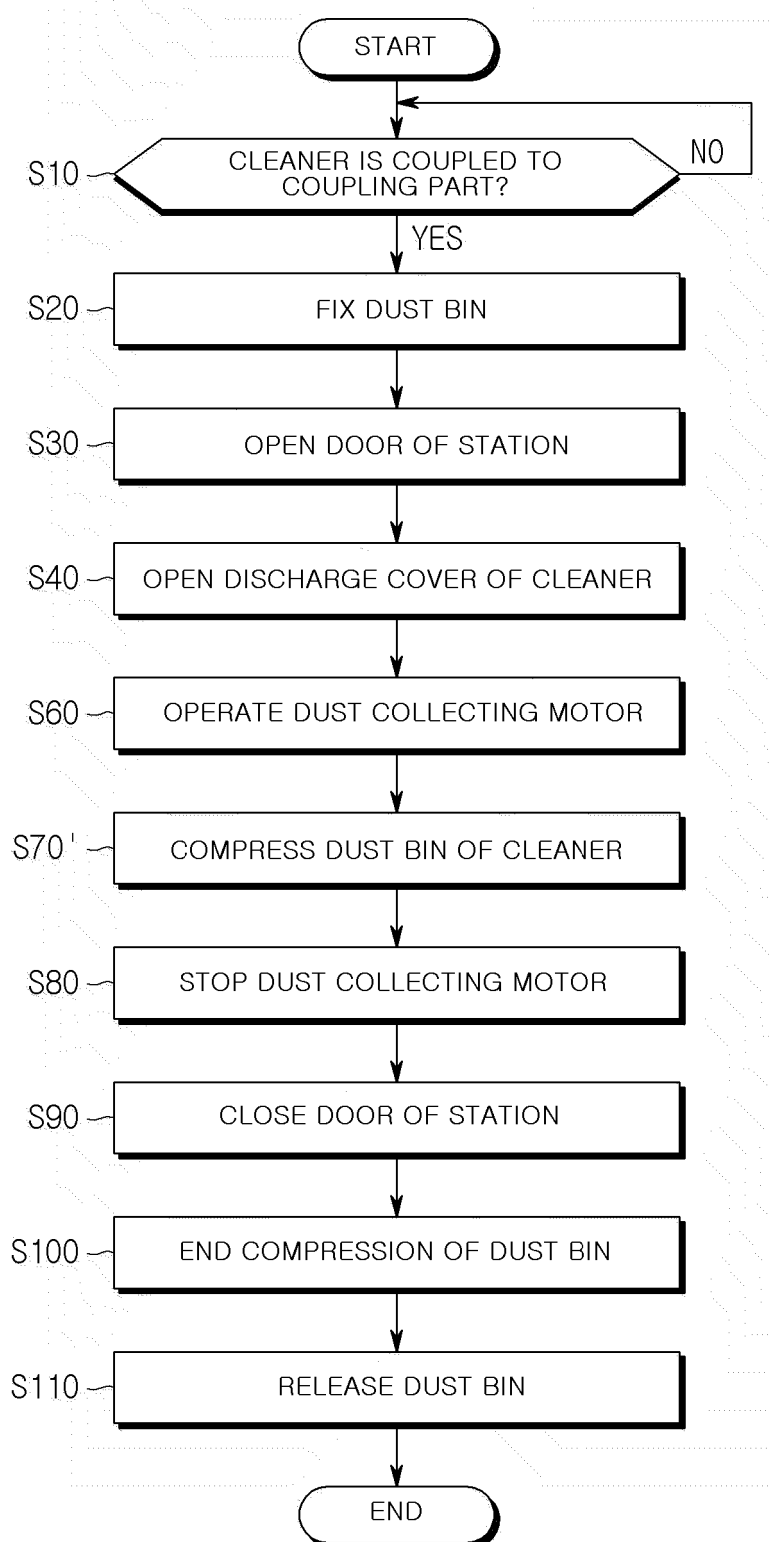 START
S10
CLEANER IS COUPLED TO
COUPLING PART?
NO
YES
S20
FIX DUST BIN
S30
OPEN DOOR OF STATION
S40
OPEN DISCHARGE COVER OF CLEANER
S60
OPERATE DUST COLLECTING MOTOR
S70'
COMPRESS DUST BIN OF CLEANER
S80
STOP DUST COLLECTING MOTOR
S90
CLOSE DOOR OF STATION
S100
END COMPRESSION OF DUST BIN
S110
RELEASE DUST BIN
END